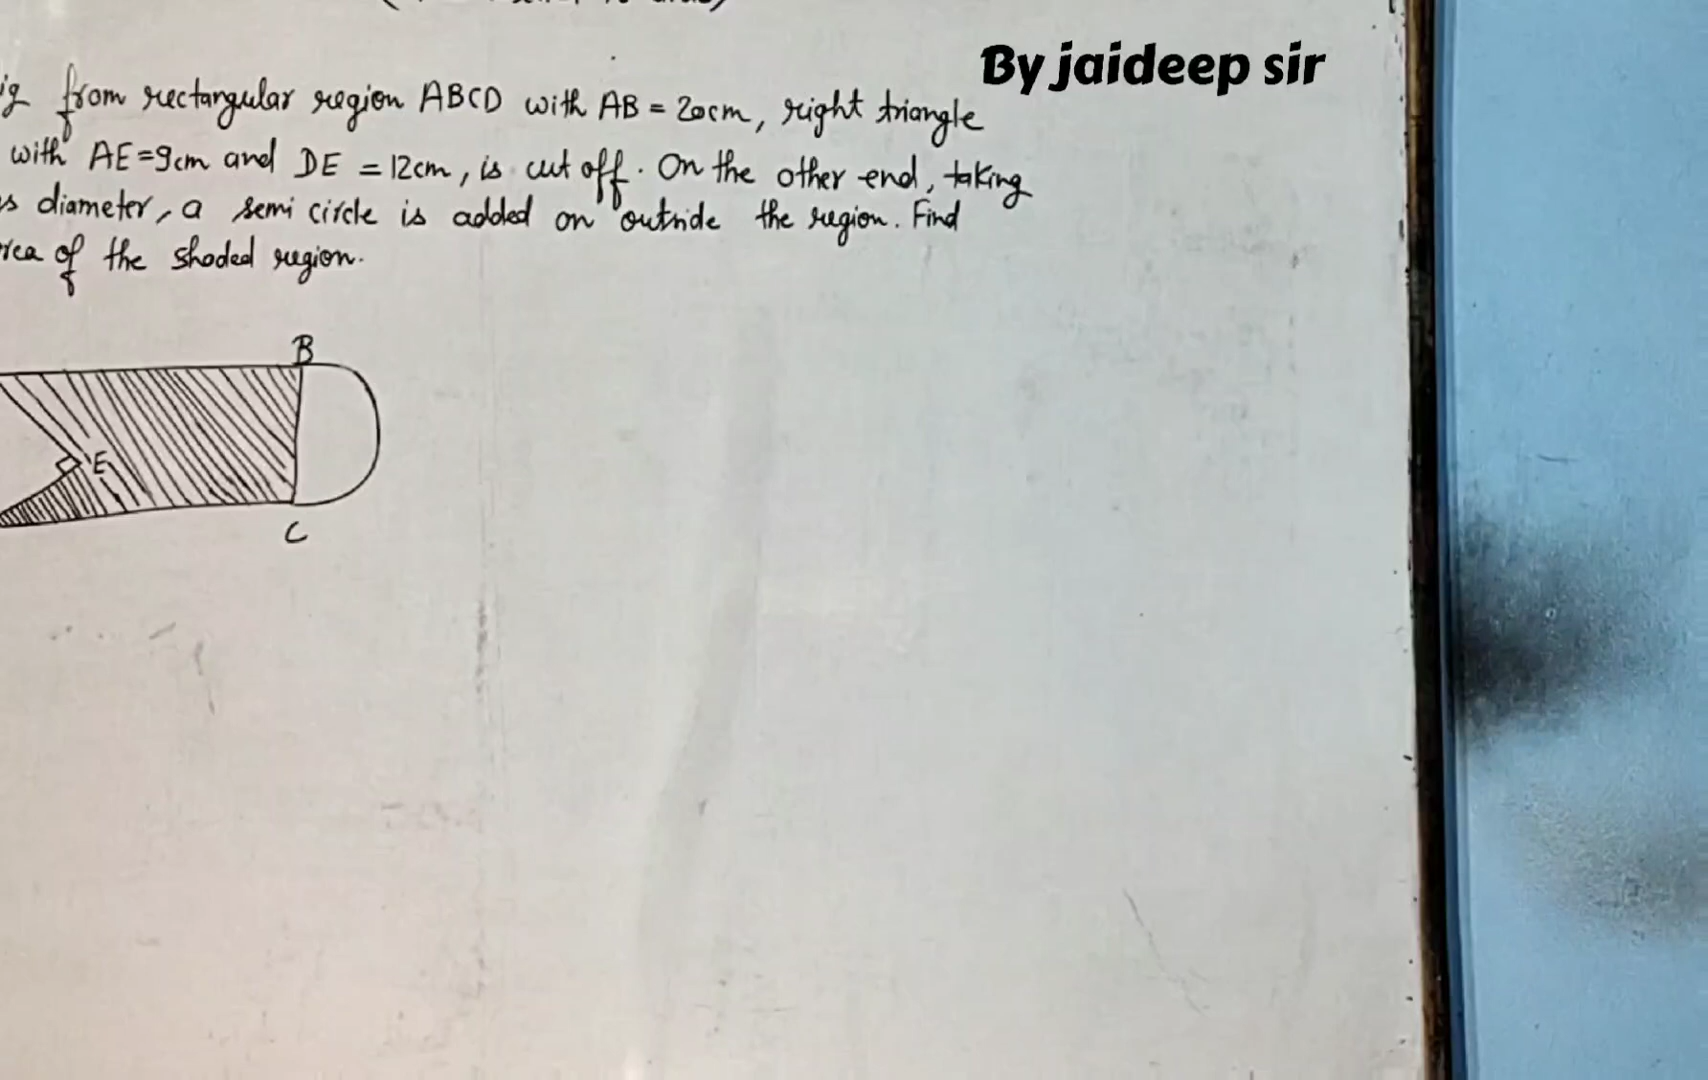 By jaideep sir
ig from rectangular region ABCD with AB = 20cm, right triangle
with AE=9cm and DE = 12cm, is cut off. On the other end, taking
s diameter, a semi circle is added on outside the region. Find
rea of the shaded region.
B
E
C